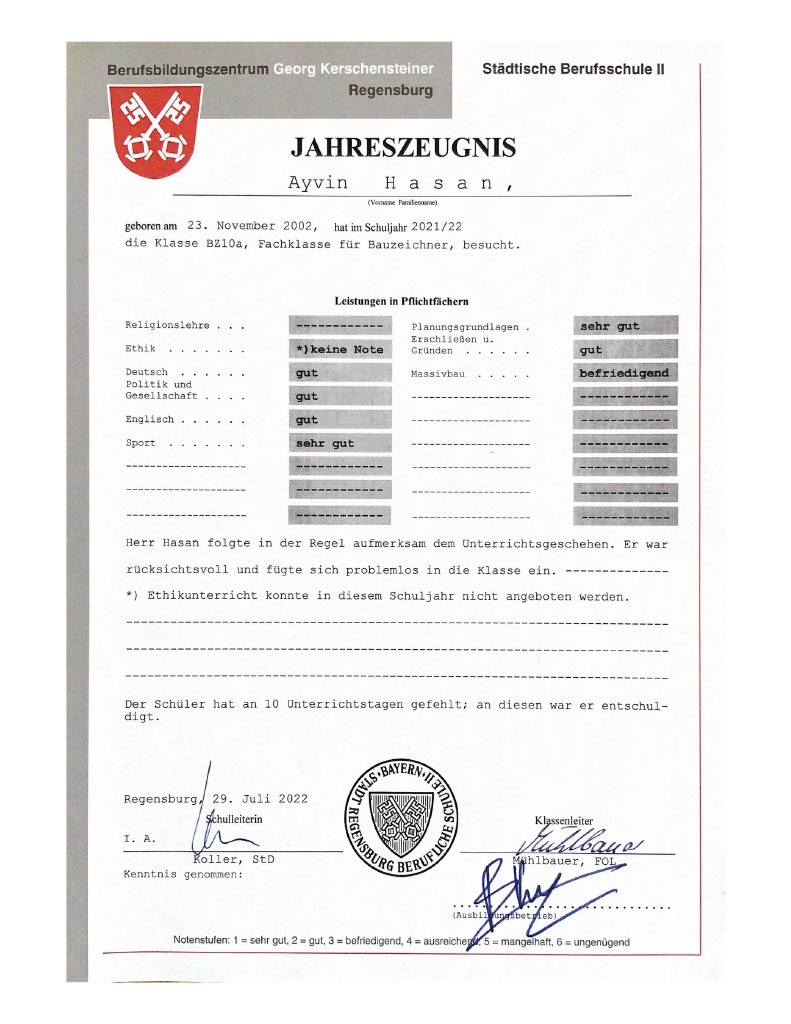 Berufsbildungszentrum Georg Kerschensteiner
Regensburg
Städtische Berufsschule II
JAHRESZEUGNIS
Ayvin Hasan,
(Vorname Familienname)
geboren am 23. November 2002, hat im Schuljahr 2021/22
die Klasse BZ10a, Fachklasse für Bauzeichner, besucht.
Leistungen in Pflichtfächern
Religionslehre . . . ------------
Ethik . . . . . . . *)keine Note
Deutsch . . . . . . gut
Politik und
Gesellschaft . . . . gut
Englisch . . . . . . gut
Sport . . . . . . . sehr gut
------------------- ------------
------------------- ------------
------------------- ------------
Planungsgrundlagen . sehr gut
Erschließen u.
Gründen . . . . . . gut
Massivbau . . . . . befriedigend
------------------- ------------
------------------- ------------
------------------- ------------
------------------- ------------
------------------- ------------
------------------- ------------
Herr Hasan folgte in der Regel aufmerksam dem Unterrichtsgeschehen. Er war
rücksichtsvoll und fügte sich problemlos in die Klasse ein. --------------
*) Ethikunterricht konnte in diesem Schuljahr nicht angeboten werden.
--------------------------------------------------------------------------
--------------------------------------------------------------------------
--------------------------------------------------------------------------
Der Schüler hat an 10 Unterrichtstagen gefehlt; an diesen war er entschul-
digt.
Regensburg, 29. Juli 2022
Schulleiterin
I. A.
Koller, StD
Kenntnis genommen:
BAYERN
STADT REGENSBURG BERUFLICHE SCHULE II
Klassenleiter
Mühlbauer
Mühlbauer, FOL
(Ausbildungsbetrieb)
Notenstufen: 1 = sehr gut, 2 = gut, 3 = befriedigend, 4 = ausreichend, 5 = mangelhaft, 6 = ungenügend